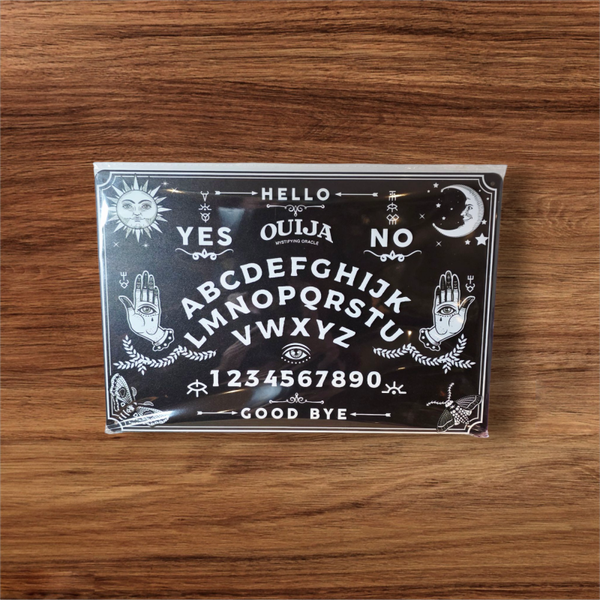 HELLO
YES OUIJA NO
MYSTIFYING ORACLE
ABCDEFGHIJK
LMNOPQRSTU
VWXYZ
1234567890
GOOD BYE